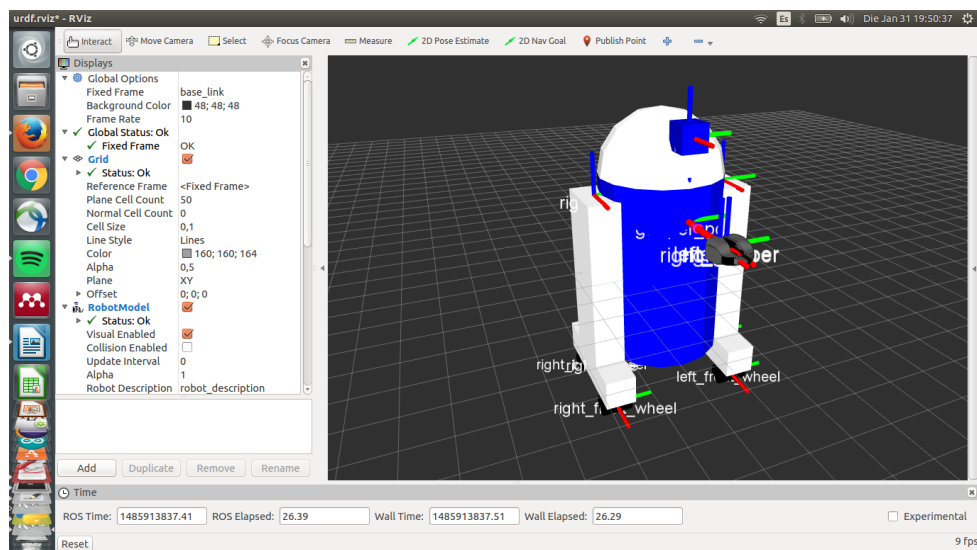 urdf.rviz* - RViz
Es
Die Jan 31 19:50:37
Interact Move Camera Select Focus Camera Measure 2D Pose Estimate 2D Nav Goal Publish Point
Displays
Global Options
Fixed Frame base_link
Background Color 48; 48; 48
Frame Rate 10
Global Status: Ok
Fixed Frame OK
Grid
Status: Ok
Reference Frame <Fixed Frame>
Plane Cell Count 50
Normal Cell Count 0
Cell Size 0,1
Line Style Lines
Color 160; 160; 164
Alpha 0,5
Plane XY
Offset 0; 0; 0
RobotModel
Status: Ok
Visual Enabled
Collision Enabled
Update Interval 0
Alpha 1
Robot Description robot_description
Add Duplicate Remove Rename
left_front_wheel
right_front_wheel
Time
ROS Time: 1485913837.41 ROS Elapsed: 26.39 Wall Time: 1485913837.51 Wall Elapsed: 26.29 Experimental
Reset 9 fps